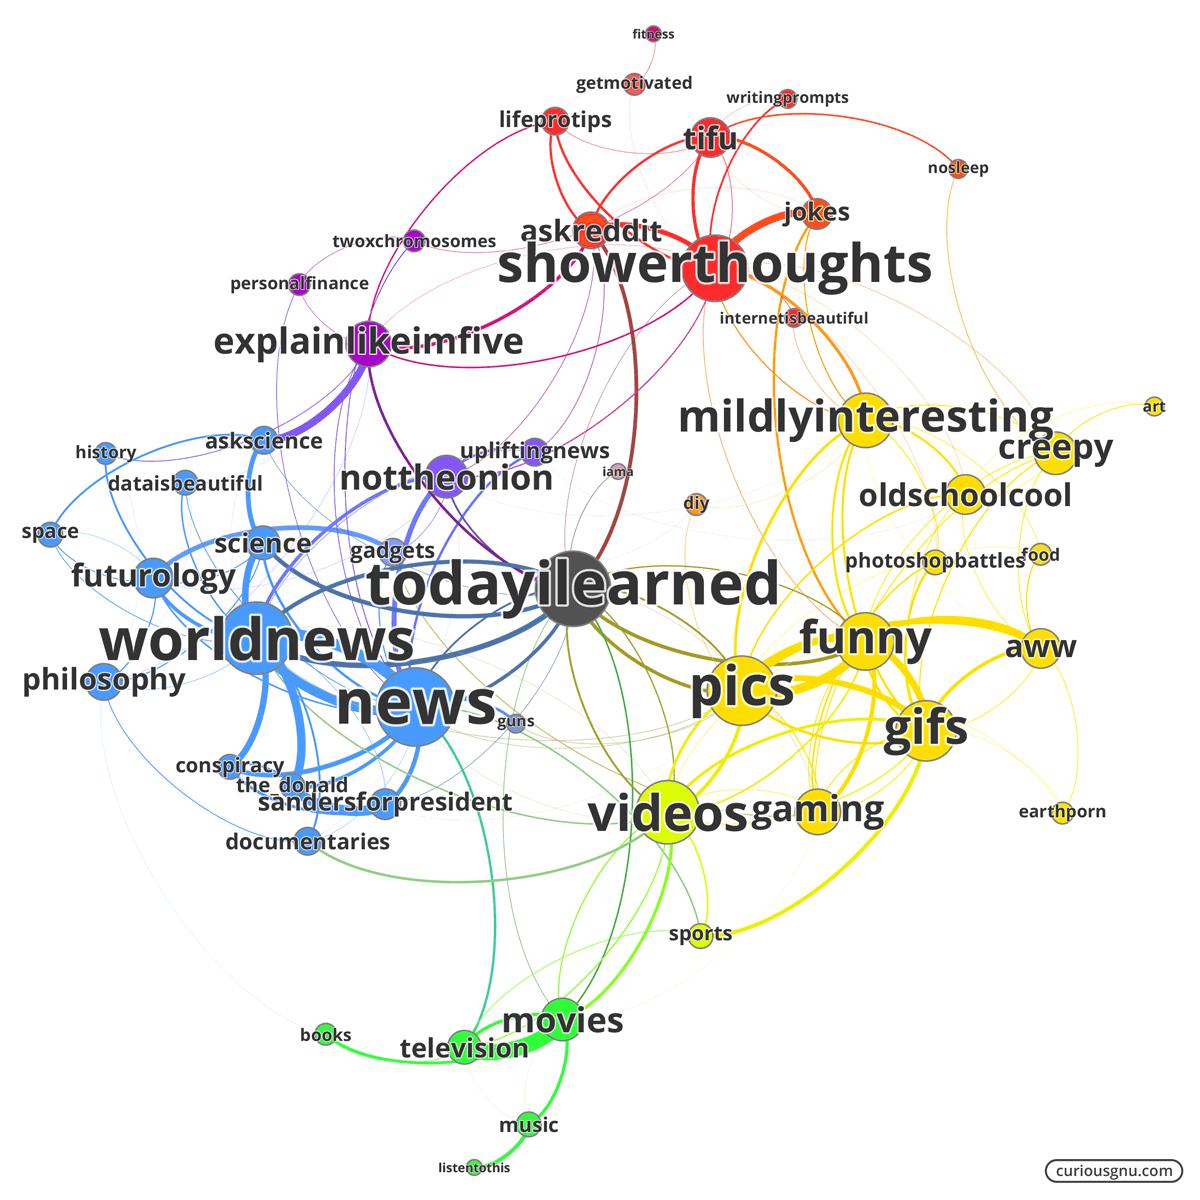 fitness
getmotivated
writingprompts
lifeprotips
tifu
nosleep
jokes
askreddit
twoxchromosomes
showerthoughts
personalfinance
internetisbeautiful
explainlikeimfive
art
mildlyinteresting
creepy
askscience
history
upliftingnews
iama
nottheonion
dataisbeautiful
oldschoolcool
diy
space
science
gadgets
photoshopbattles
food
futurology
todayilearned
worldnews
funny
aww
philosophy
pics
news
guns
gifs
conspiracy
the_donald
sandersforpresident
videos
gaming
earthporn
documentaries
sports
movies
books
television
music
listentothis
curiousgnu.com